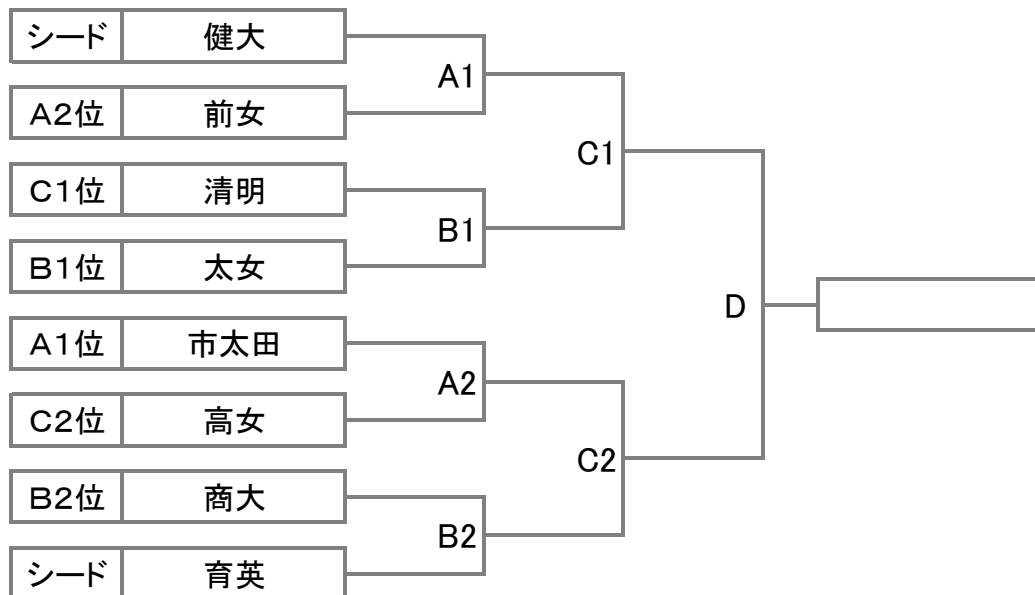 シード 健大
A1
A2位 前女
C1
C1位 清明
B1
B1位 太女
D
A1位 市太田
A2
C2位 高女
C2
B2位 商大
B2
シード 育英